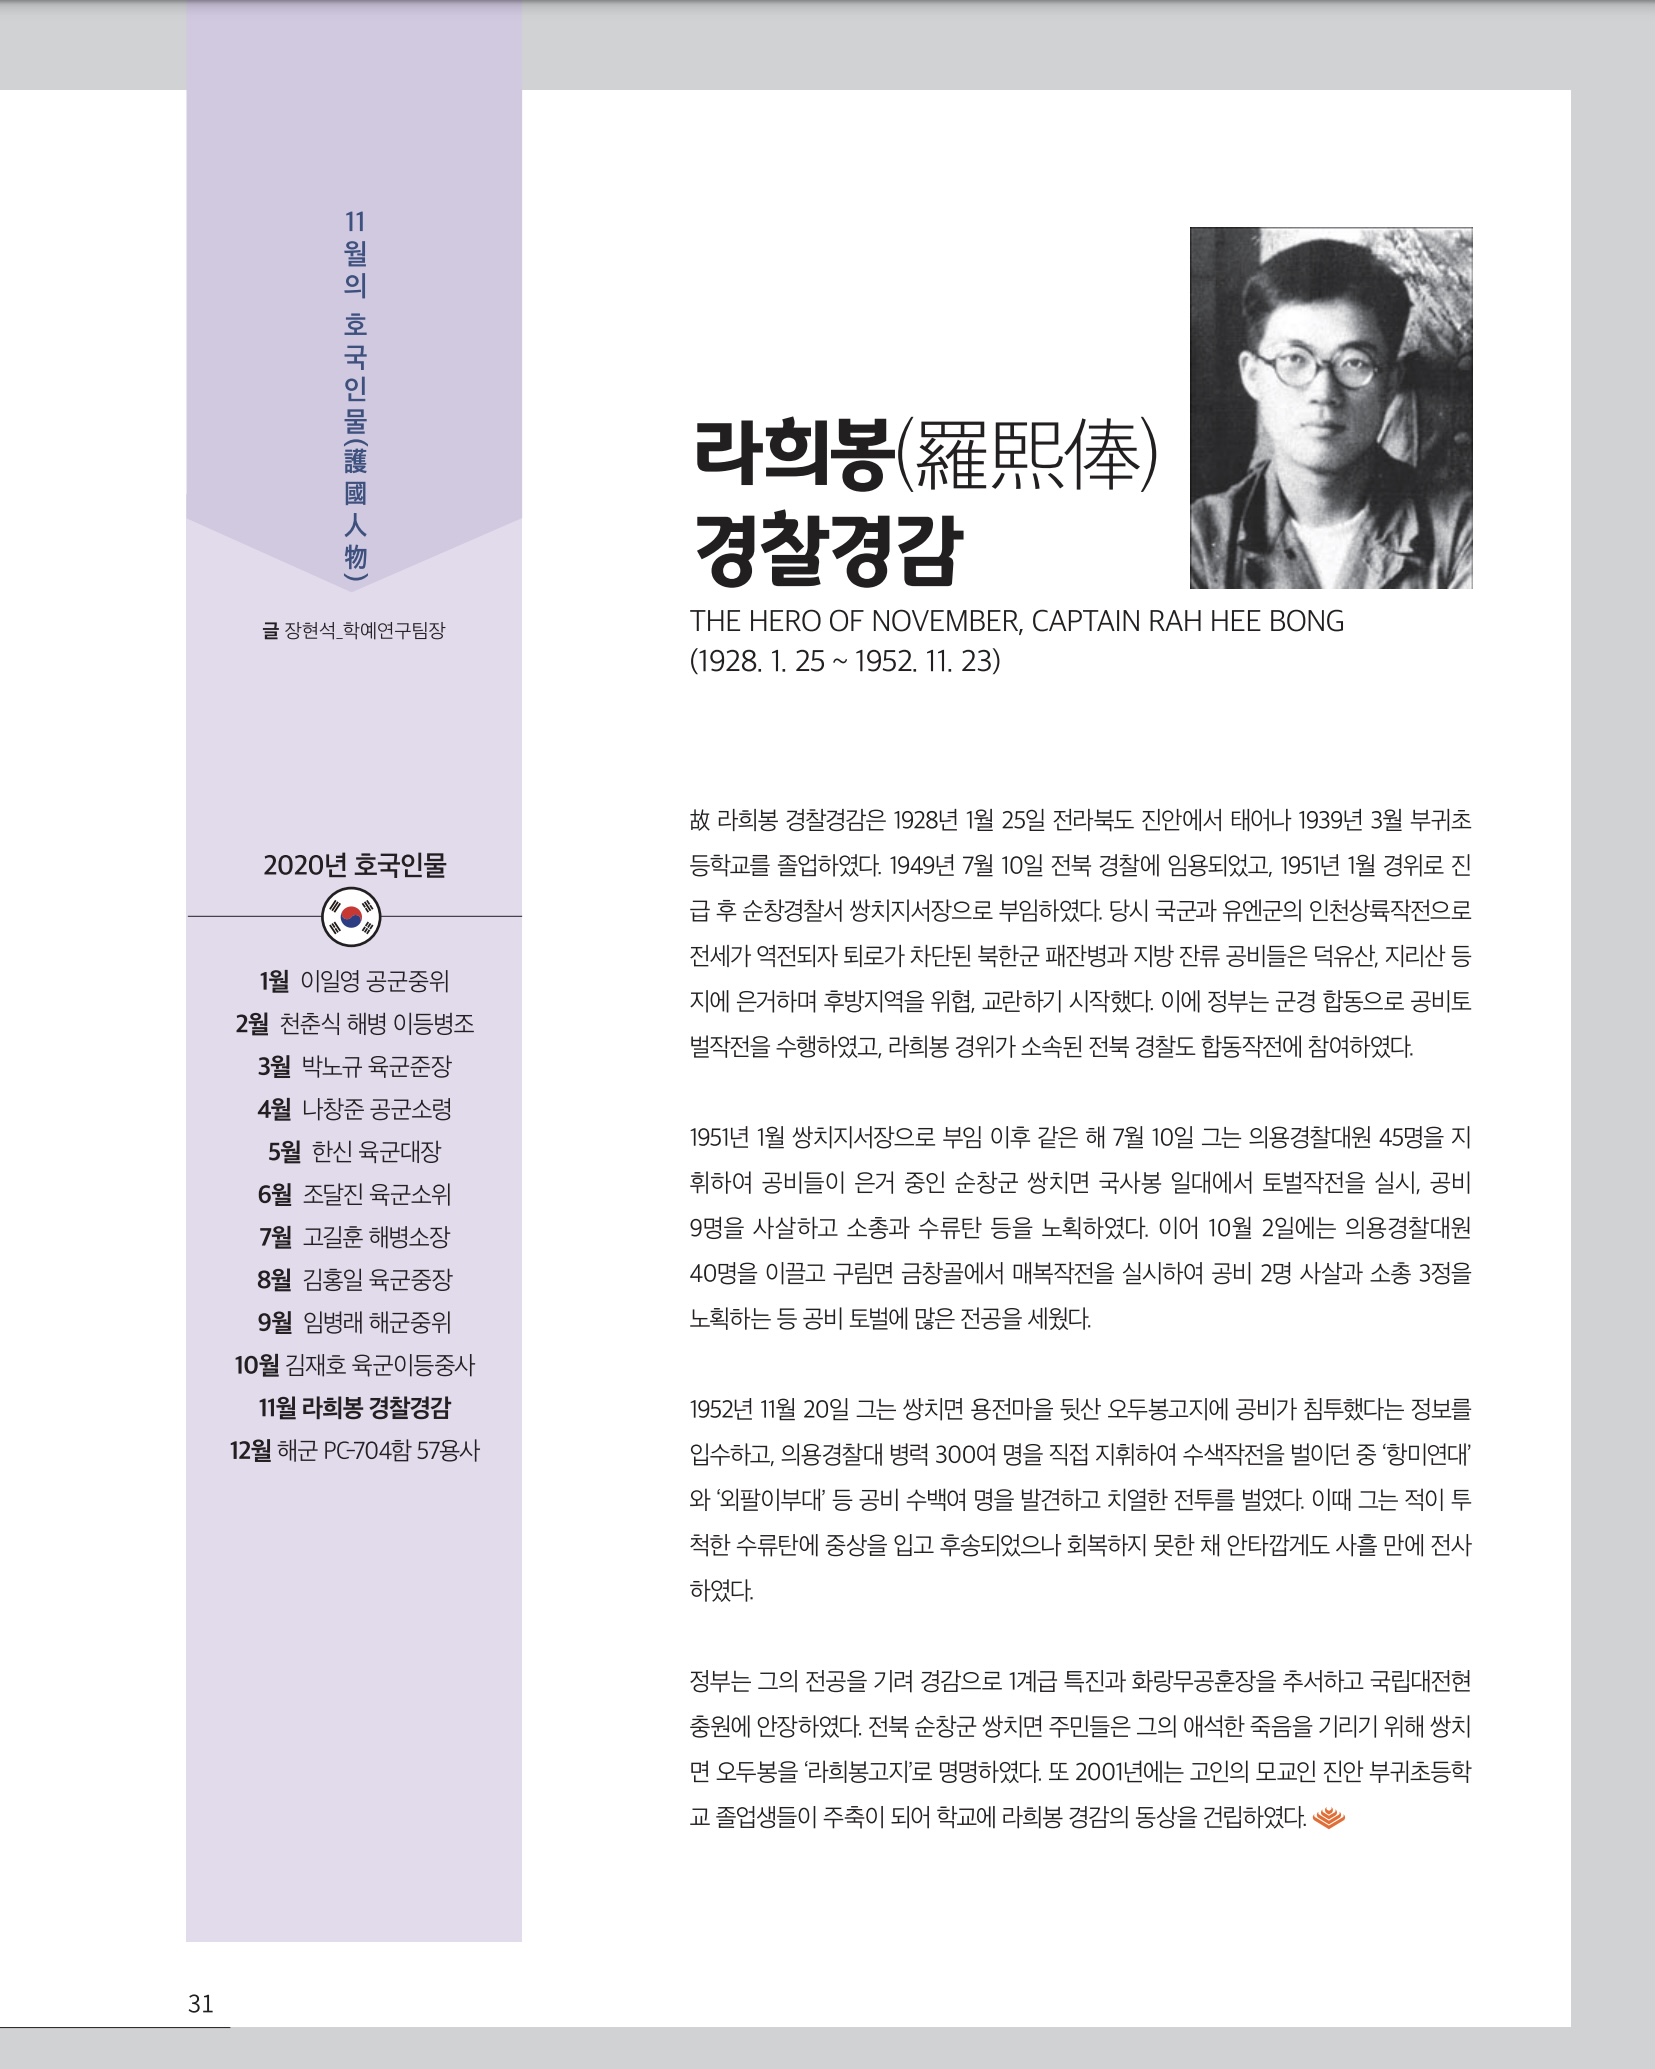 11월의 호국인물(護國人物)
글 장현석_학예연구팀장
2020년 호국인물
1월 이일영 공군중위
2월 천춘식 해병 이등병조
3월 박노규 육군준장
4월 나창준 공군소령
5월 한신 육군대장
6월 조달진 육군소위
7월 고길훈 해병소장
8월 김홍일 육군중장
9월 임병래 해군중위
10월 김재호 육군이등중사
11월 라희봉 경찰경감
12월 해군 PC-704함 57용사
라희봉(羅熙俸)
경찰경감
THE HERO OF NOVEMBER, CAPTAIN RAH HEE BONG
(1928. 1. 25 ~ 1952. 11. 23)
故 라희봉 경찰경감은 1928년 1월 25일 전라북도 진안에서 태어나 1939년 3월 부귀초
등학교를 졸업하였다. 1949년 7월 10일 전북 경찰에 임용되었고, 1951년 1월 경위로 진
급 후 순창경찰서 쌍치지서장으로 부임하였다. 당시 국군과 유엔군의 인천상륙작전으로
전세가 역전되자 퇴로가 차단된 북한군 패잔병과 지방 잔류 공비들은 덕유산, 지리산 등
지에 은거하며 후방지역을 위협, 교란하기 시작했다. 이에 정부는 군경 합동으로 공비토
벌작전을 수행하였고, 라희봉 경위가 소속된 전북 경찰도 합동작전에 참여하였다.
1951년 1월 쌍치지서장으로 부임 이후 같은 해 7월 10일 그는 의용경찰대원 45명을 지
휘하여 공비들이 은거 중인 순창군 쌍치면 국사봉 일대에서 토벌작전을 실시, 공비
9명을 사살하고 소총과 수류탄 등을 노획하였다. 이어 10월 2일에는 의용경찰대원
40명을 이끌고 구림면 금창골에서 매복작전을 실시하여 공비 2명 사살과 소총 3정을
노획하는 등 공비 토벌에 많은 전공을 세웠다.
1952년 11월 20일 그는 쌍치면 용전마을 뒷산 오두봉고지에 공비가 침투했다는 정보를
입수하고, 의용경찰대 병력 300여 명을 직접 지휘하여 수색작전을 벌이던 중 ‘항미연대’
와 ‘외팔이부대’ 등 공비 수백여 명을 발견하고 치열한 전투를 벌였다. 이때 그는 적이 투
척한 수류탄에 중상을 입고 후송되었으나 회복하지 못한 채 안타깝게도 사흘 만에 전사
하였다.
정부는 그의 전공을 기려 경감으로 1계급 특진과 화랑무공훈장을 추서하고 국립대전현
충원에 안장하였다. 전북 순창군 쌍치면 주민들은 그의 애석한 죽음을 기리기 위해 쌍치
면 오두봉을 ‘라희봉고지’로 명명하였다. 또 2001년에는 고인의 모교인 진안 부귀초등학
교 졸업생들이 주축이 되어 학교에 라희봉 경감의 동상을 건립하였다.
31